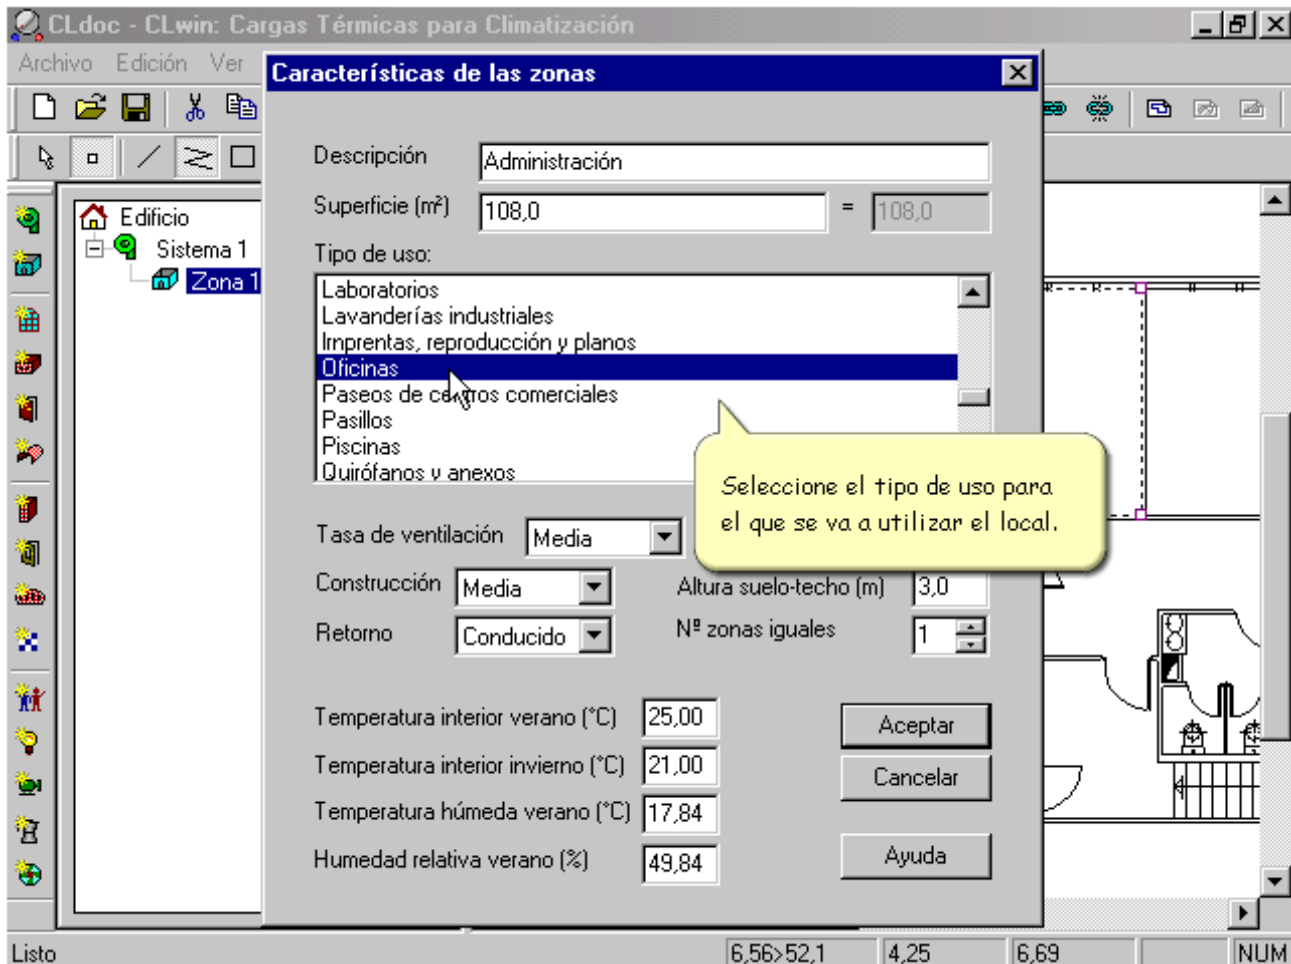 CLdoc - CLwin: Cargas Térmicas para Climatización
Archivo Edición Ver
Características de las zonas
Descripción Administración
Superficie (m²) 108,0 = 108,0
Edificio
Sistema 1
Zona 1
Tipo de uso:
Laboratorios
Lavanderías industriales
Imprentas, reproducción y planos
Oficinas
Paseos de centros comerciales
Pasillos
Piscinas
Quirófanos y anexos
Seleccione el tipo de uso para
el que se va a utilizar el local.
Tasa de ventilación Media
Construcción Media Altura suelo-techo (m) 3,0
Retorno Conducido Nº zonas iguales 1
Temperatura interior verano (°C) 25,00
Temperatura interior invierno (°C) 21,00
Temperatura húmeda verano (°C) 17,84
Humedad relativa verano (%) 49,84
Aceptar
Cancelar
Ayuda
Listo 6,56>52,1 4,25 6,69 NUM